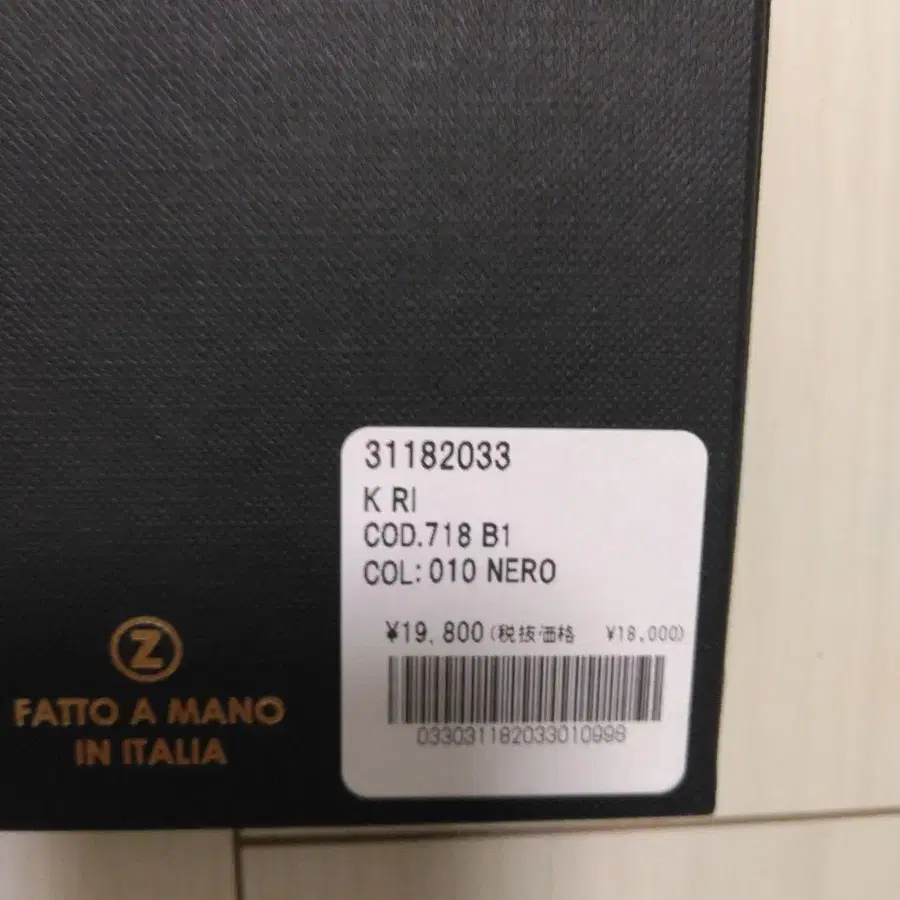 31182033
K RI
COD.718 B1
COL: 010 NERO
¥19,800 (税抜価格 ¥18,000)
033031182033010998
Z
FATTO A MANO
IN ITALIA